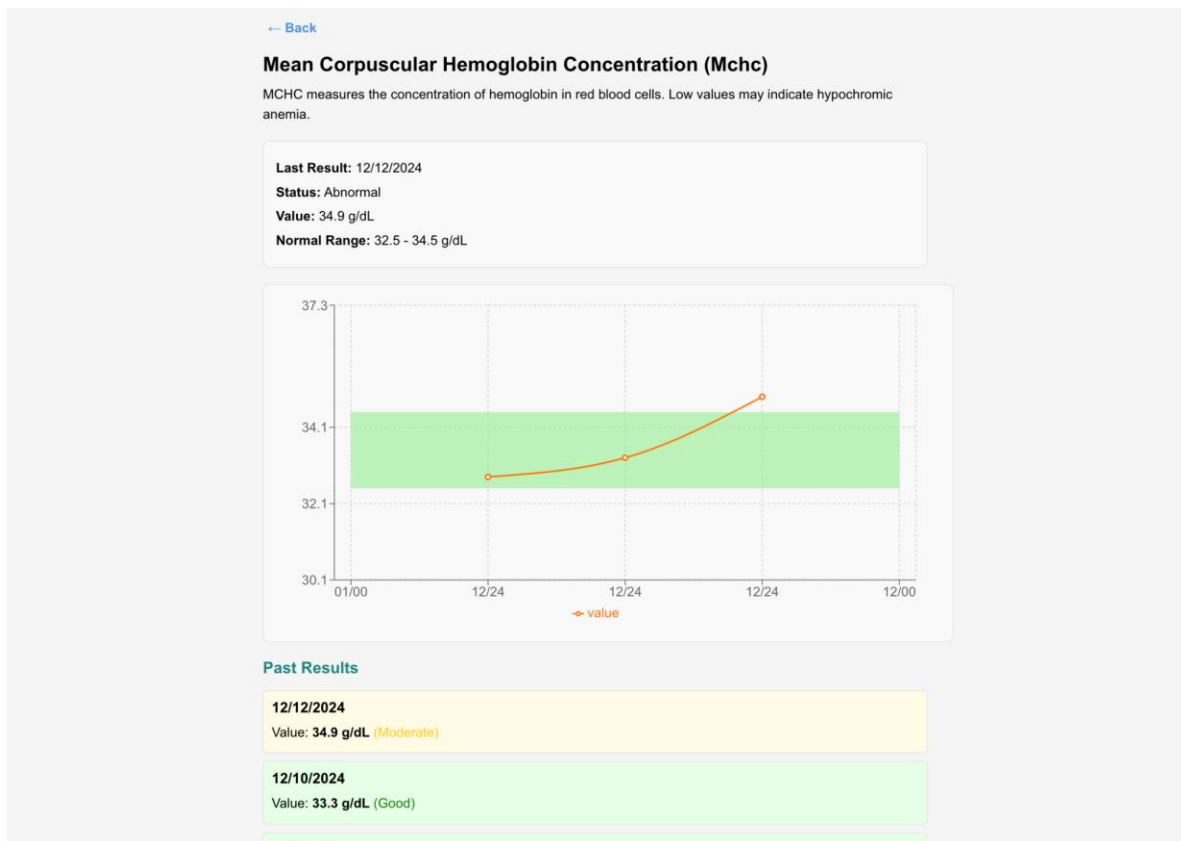 ← Back
Mean Corpuscular Hemoglobin Concentration (Mchc)
MCHC measures the concentration of hemoglobin in red blood cells. Low values may indicate hypochromic
anemia.
Last Result: 12/12/2024
Status: Abnormal
Value: 34.9 g/dL
Normal Range: 32.5 - 34.5 g/dL
37.3
34.1
32.1
30.1
01/00 12/24 12/24 12/24 12/00
value
Past Results
12/12/2024
Value: 34.9 g/dL (Moderate)
12/10/2024
Value: 33.3 g/dL (Good)